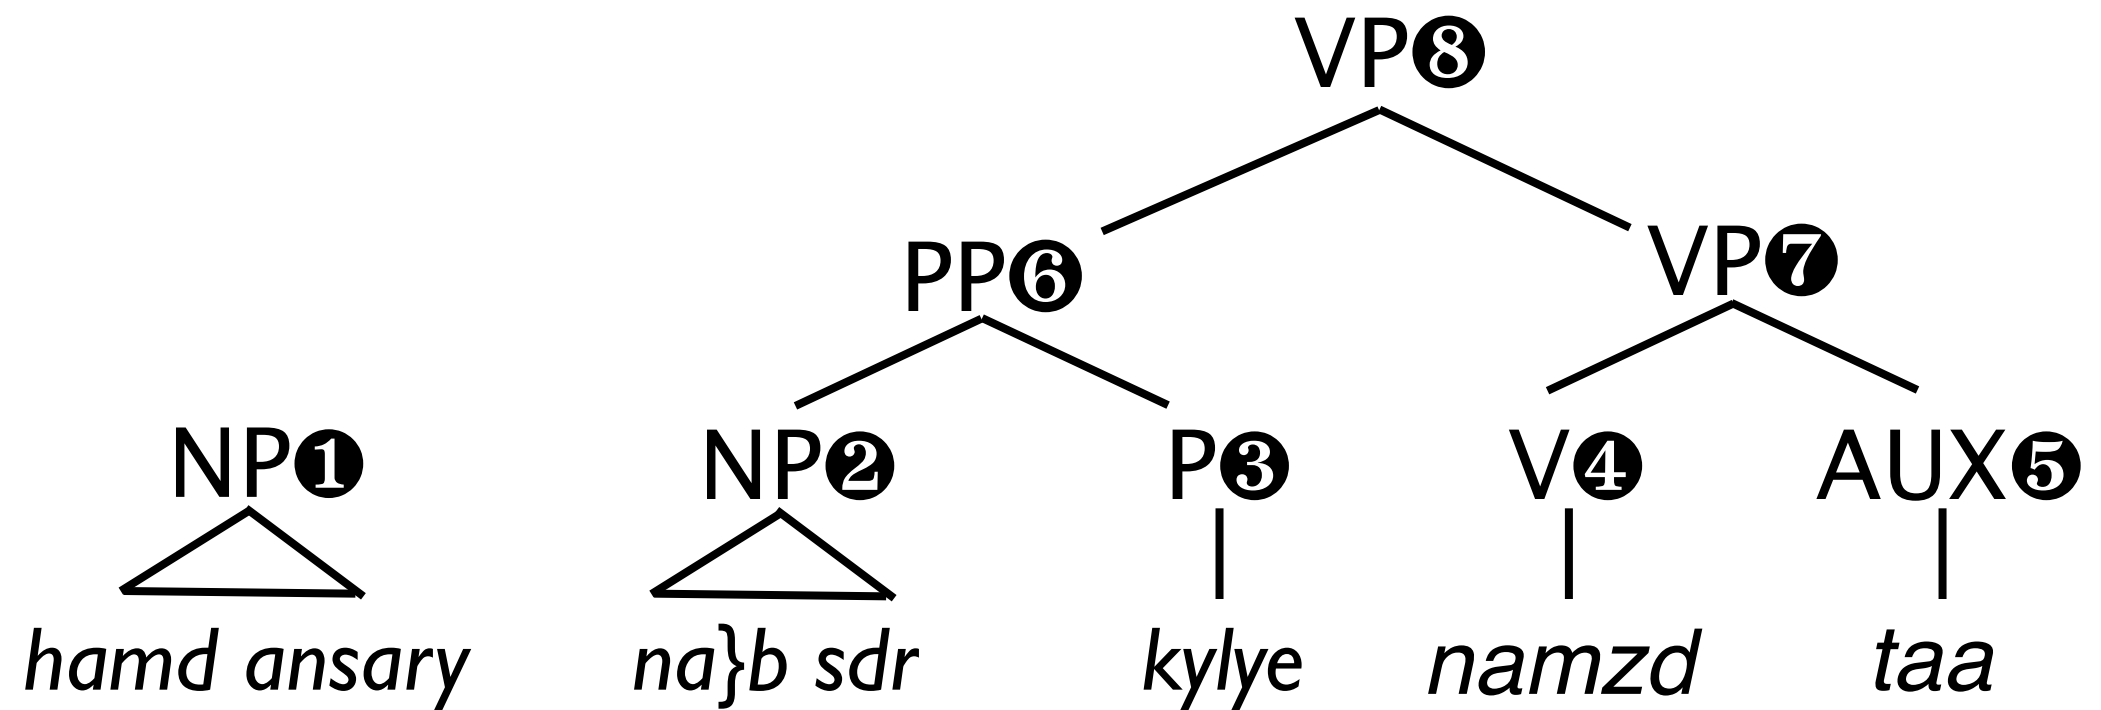 VP❽
PP❻ VP❼
NP❶ NP❷ P❸ V❹ AUX❺
hamd ansary na}b sdr kylye namzd taa